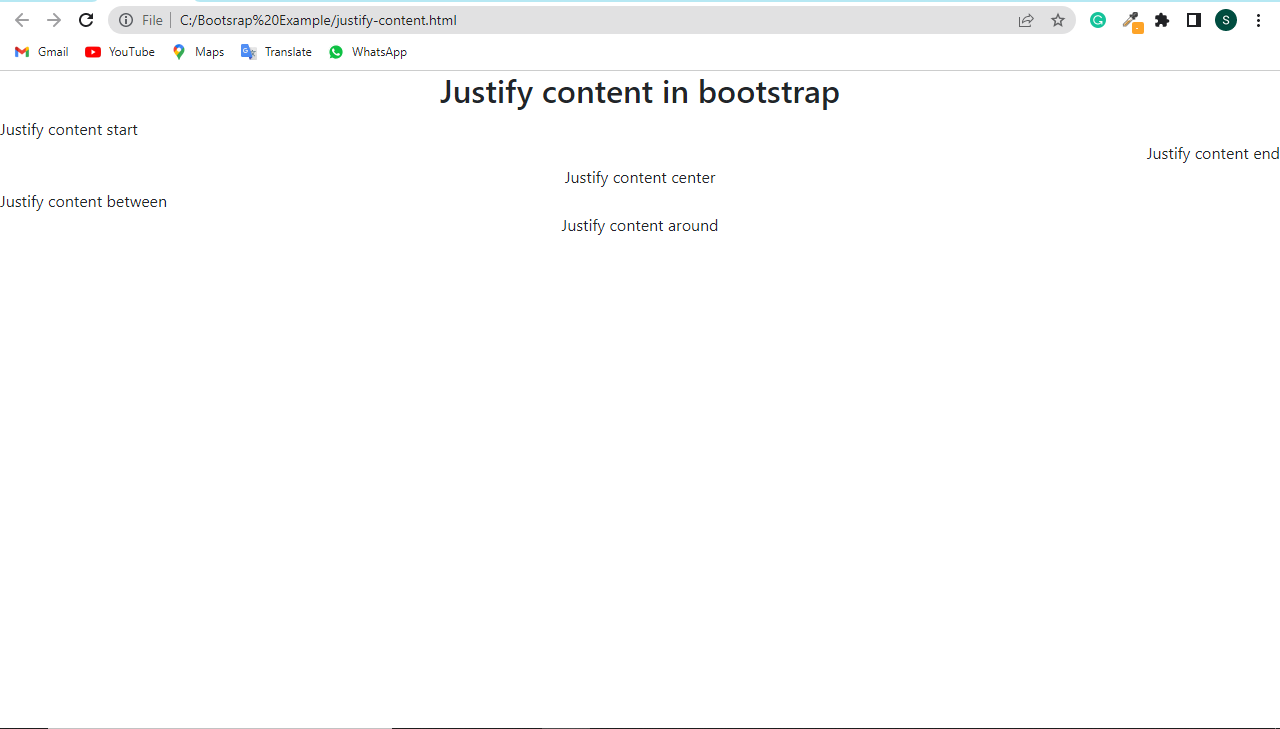 File | C:/Bootsrap%20Example/justify-content.html
S
Gmail YouTube Maps Translate WhatsApp
Justify content in bootstrap
Justify content start
Justify content end
Justify content center
Justify content between
Justify content around